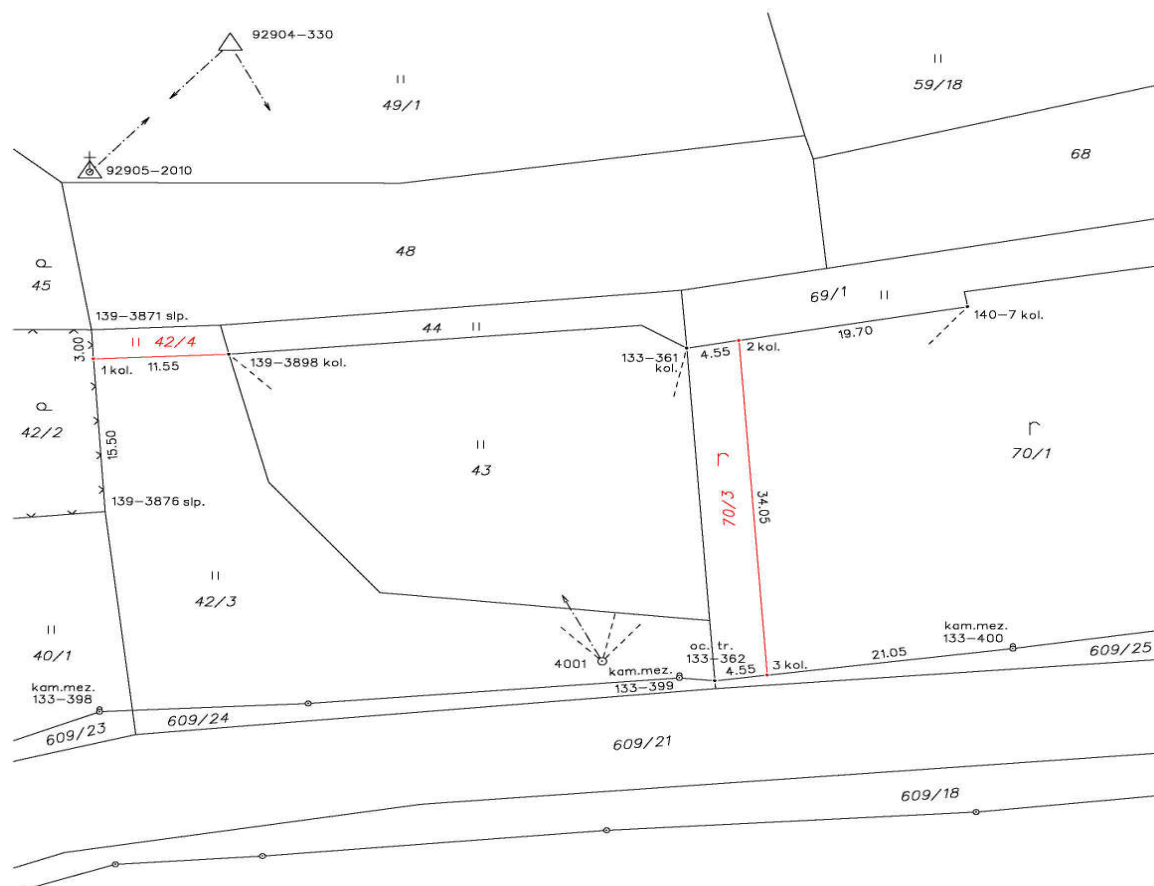 92904-330
59/18
49/1
68
92905-2010
48
45
69/1
139-3871 slp.
140-7 kol.
44
19.70
42/4
3.00
4.55
2 kol.
133-361
kol.
1 kol.
11.55
139-3898 kol.
42/2
15.50
43
r
70/1
r
70/3
34.05
139-3876 slp.
42/3
40/1
kam.mez.
133-400
oc. tr.
133-362
4001
kam.mez.
133-399
4.55
3 kol.
21.05
609/25
kam.mez.
133-398
609/23
609/24
609/21
609/18